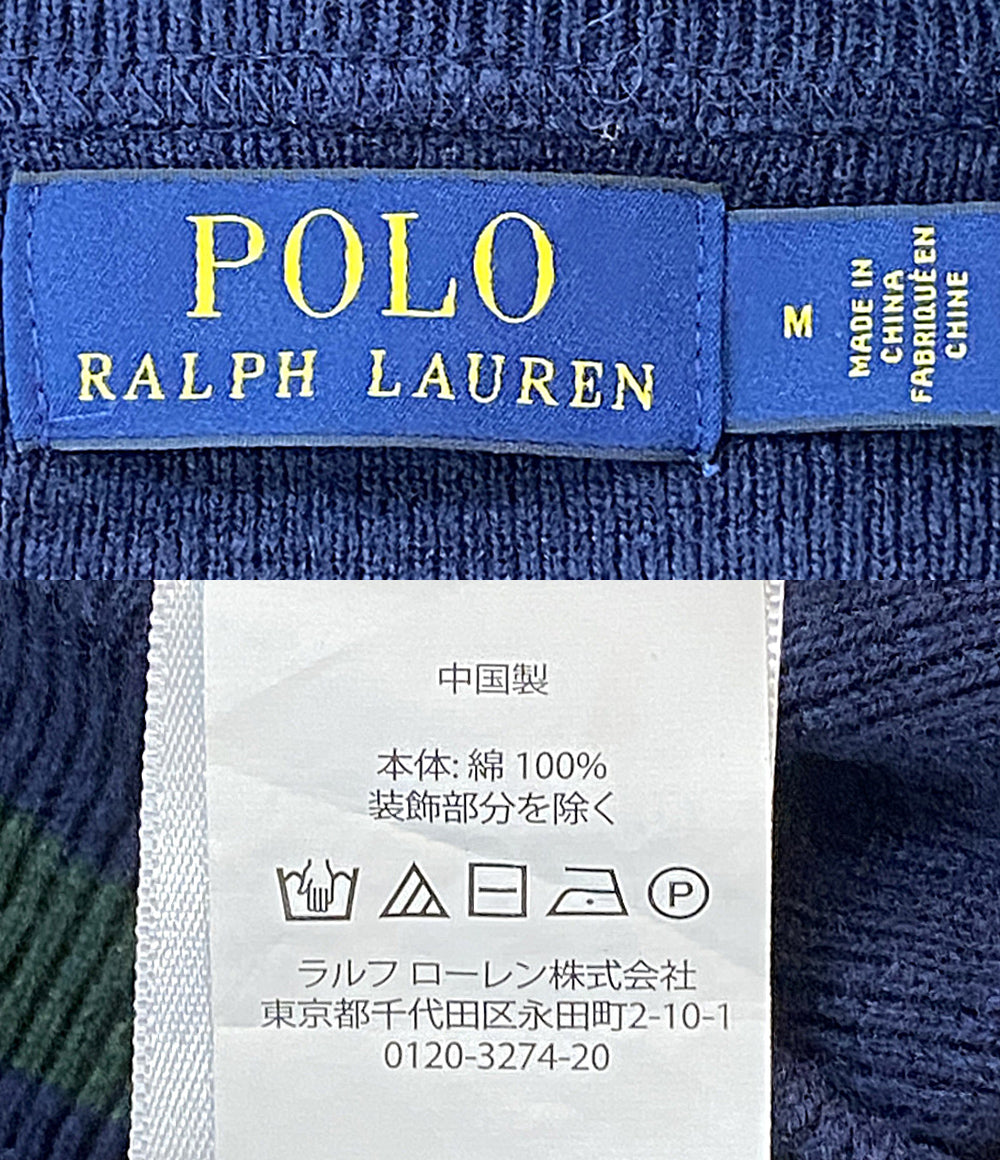 POLO
RALPH LAUREN
M
MADE IN
CHINA
FABRIQUÉ EN
CHINE
中国製
本体: 綿 100%
装飾部分を除く
P
ラルフ ローレン株式会社
東京都千代田区永田町2-10-1
0120-3274-20